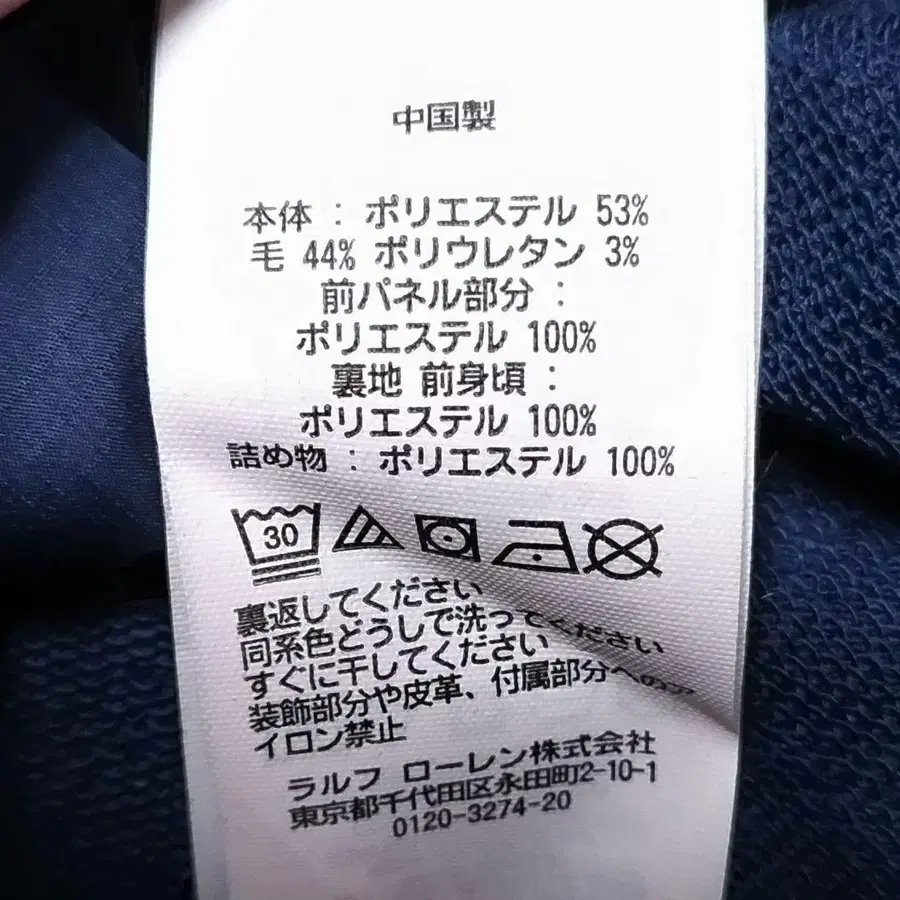 中国製
本体 : ポリエステル 53%
毛 44% ポリウレタン 3%
前パネル部分 :
ポリエステル 100%
裏地 前身頃 :
ポリエステル 100%
詰め物 : ポリエステル 100%
30
裏返してください
同系色どうしで洗ってください
すぐに干してください
装飾部分や皮革、付属部分へのア
イロン禁止
ラルフ ローレン株式会社
東京都千代田区永田町2-10-1
0120-3274-20